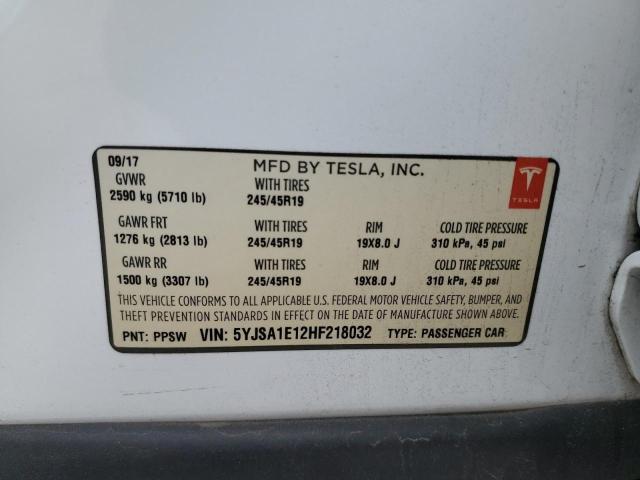 09/17 MFD BY TESLA, INC.
GVWR WITH TIRES
2590 kg (5710 lb) 245/45R19
GAWR FRT WITH TIRES RIM COLD TIRE PRESSURE
1276 kg (2813 lb) 245/45R19 19X8.0 J 310 kPa, 45 psi
GAWR RR WITH TIRES RIM COLD TIRE PRESSURE
1500 kg (3307 lb) 245/45R19 19X8.0 J 310 kPa, 45 psi
THIS VEHICLE CONFORMS TO ALL APPLICABLE U.S. FEDERAL MOTOR VEHICLE SAFETY, BUMPER, AND
THEFT PREVENTION STANDARDS IN EFFECT ON THE DATE OF MANUFACTURE SHOWN ABOVE.
PNT: PPSW VIN: 5YJSA1E12HF218032 TYPE: PASSENGER CAR
TESLA